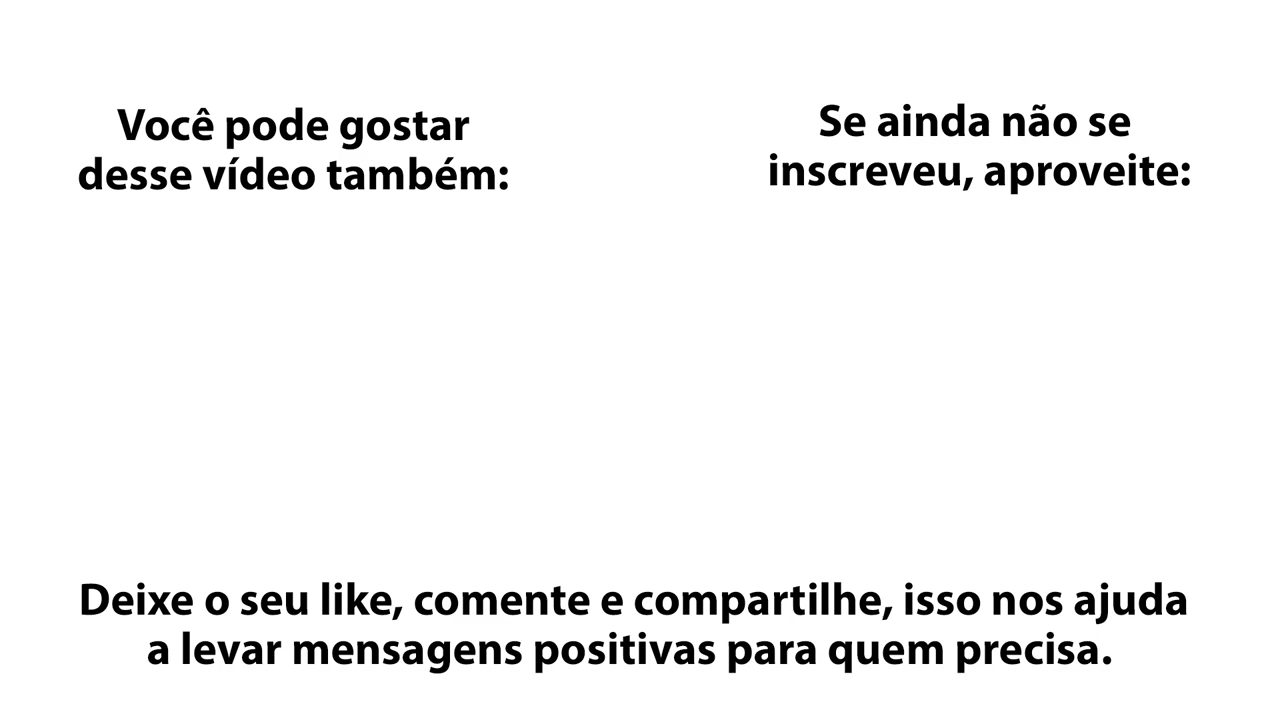 Você pode gostar
desse vídeo também:
Se ainda não se
inscreveu, aproveite:
Deixe o seu like, comente e compartilhe, isso nos ajuda
a levar mensagens positivas para quem precisa.